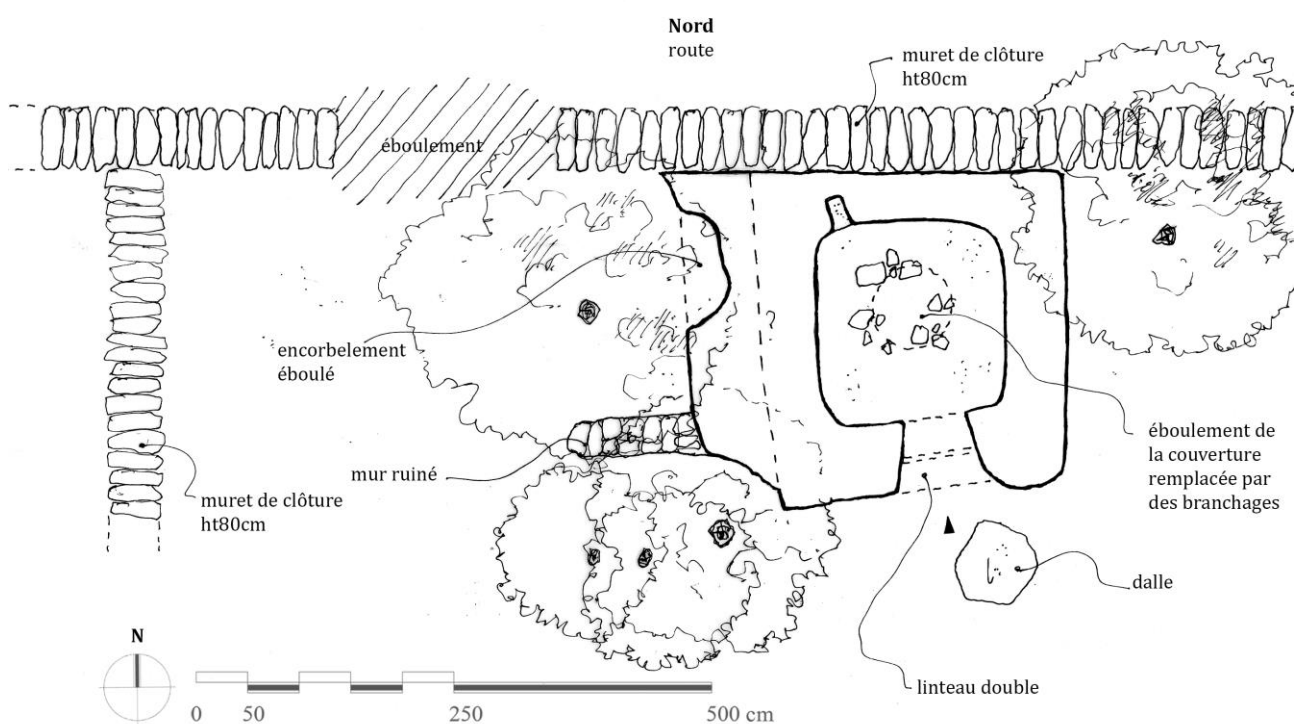 Nord
route
muret de clôture
ht80cm
éboulement
encorbelement
éboulé
mur ruiné
muret de clôture
ht80cm
éboulement de
la couverture
remplacée par
des branchages
dalle
linteau double
N
0 50 250 500 cm